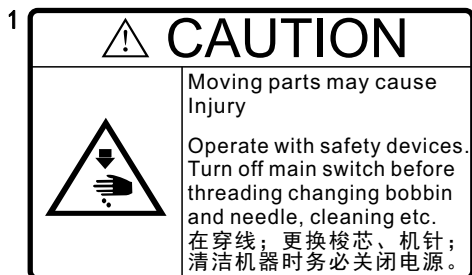 1
CAUTION
Moving parts may cause
Injury
Operate with safety devices.
Turn off main switch before
threading changing bobbin
and needle, cleaning etc.
在穿线；更换梭芯、机针；
清洁机器时务必关闭电源。